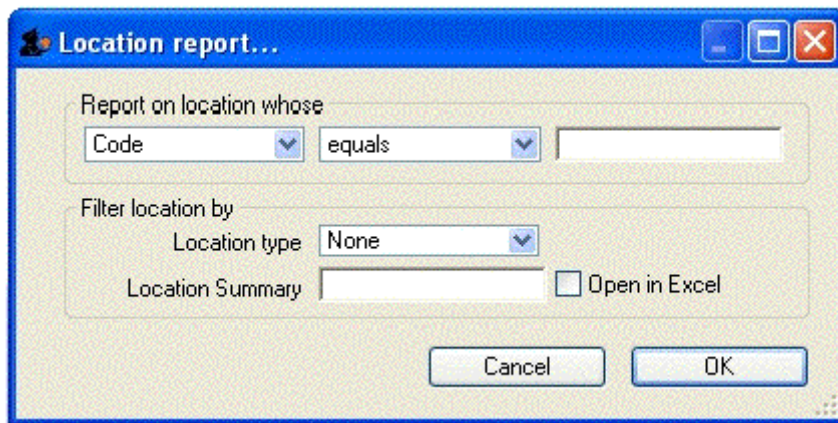 Location report...
Report on location whose
Code equals
Filter location by
Location type None
Location Summary Open in Excel
Cancel OK